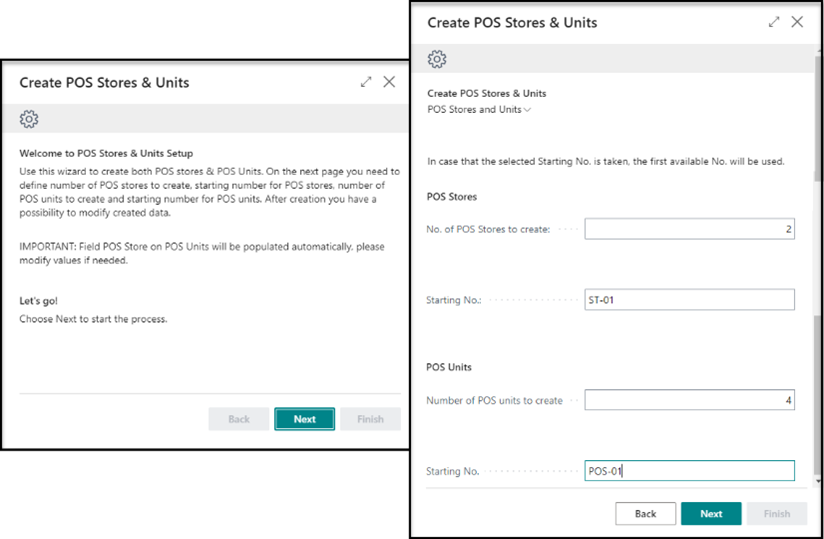 Create POS Stores & Units
Welcome to POS Stores & Units Setup
Use this wizard to create both POS stores & POS Units. On the next page you need to
define number of POS stores to create, starting number for POS stores, number of
POS units to create and starting number for POS units. After creation you have a
possibility to modify created data.
IMPORTANT: Field POS Store on POS Units will be populated automatically. please
modify values if needed.
Let's go!
Choose Next to start the process.
Back Next Finish
Create POS Stores & Units
Create POS Stores & Units
POS Stores and Units
In case that the selected Starting No. is taken, the first available No. will be used.
POS Stores
No. of POS Stores to create: 2
Starting No.: ST-01
POS Units
Number of POS units to create 4
Starting No. POS-01
Back Next Finish